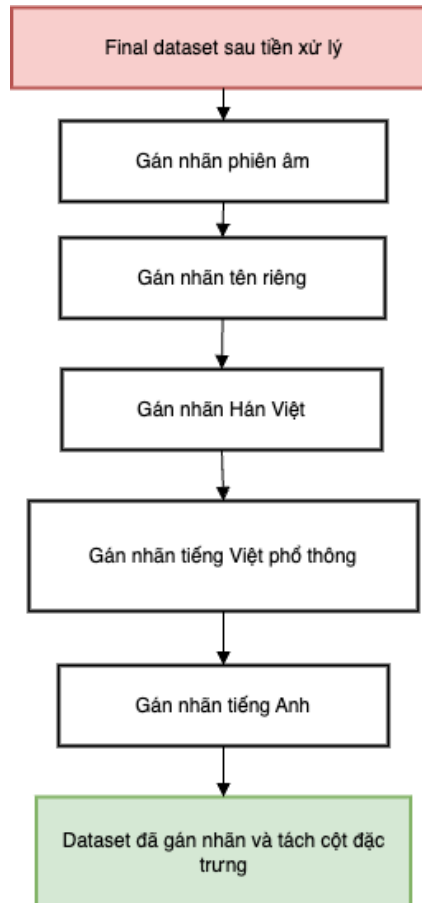 Final dataset sau tiền xử lý
Gán nhãn phiên âm
Gán nhãn tên riêng
Gán nhãn Hán Việt
Gán nhãn tiếng Việt phổ thông
Gán nhãn tiếng Anh
Dataset đã gán nhãn và tách cột đặc
trưng